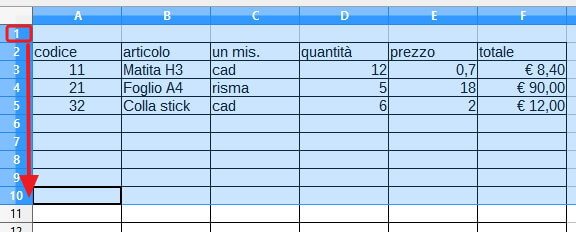 A B C D E F
1
2 codice articolo un mis. quantità prezzo totale
3 11 Matita H3 cad 12 0,7 € 8,40
4 21 Foglio A4 risma 5 18 € 90,00
5 32 Colla stick cad 6 2 € 12,00
6
7
8
9
10
11
12